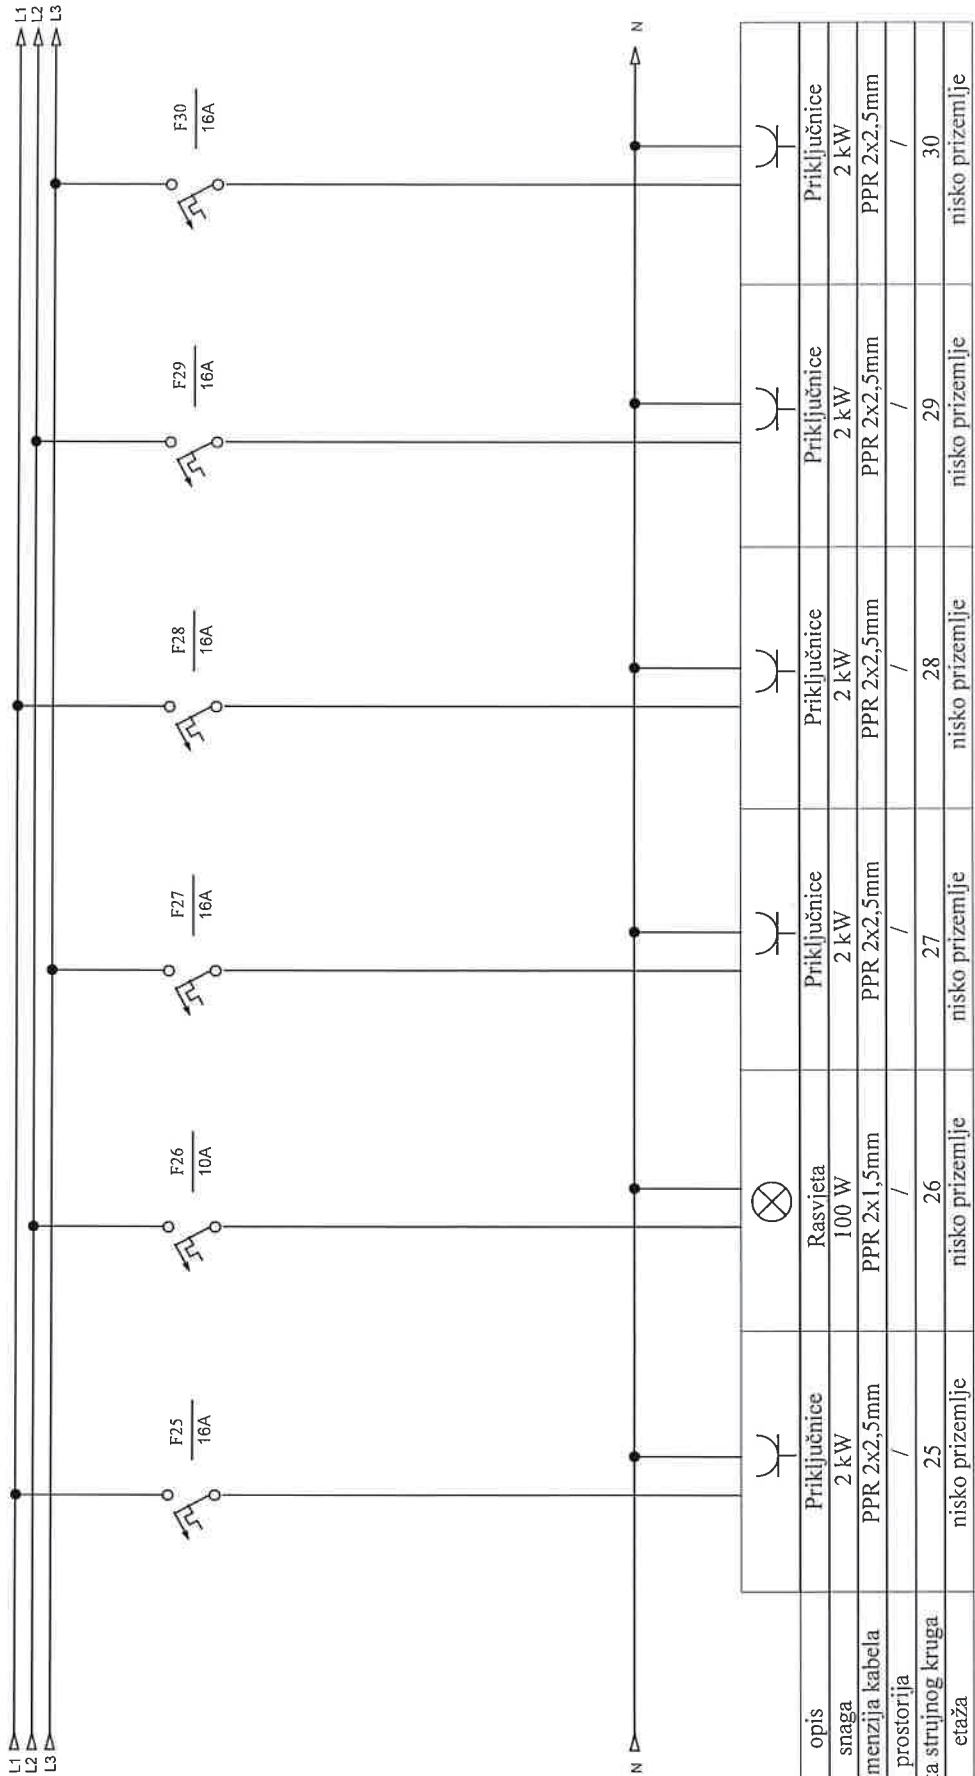 L1
L2
L3
L1
L2
L3
F25
16A
F26
10A
F27
16A
F28
16A
F29
16A
F30
16A
N
N
opis Priključnice Rasvjeta Priključnice Priključnice Priključnice Priključnice
snaga 2 kW 100 W 2 kW 2 kW 2 kW 2 kW
menzija kabela PPR 2x2,5mm PPR 2x1,5mm PPR 2x2,5mm PPR 2x2,5mm PPR 2x2,5mm PPR 2x2,5mm
prostorija / / / / / /
ka strujnog kruga 25 26 27 28 29 30
etaža nisko prizemlje nisko prizemlje nisko prizemlje nisko prizemlje nisko prizemlje nisko prizemlje